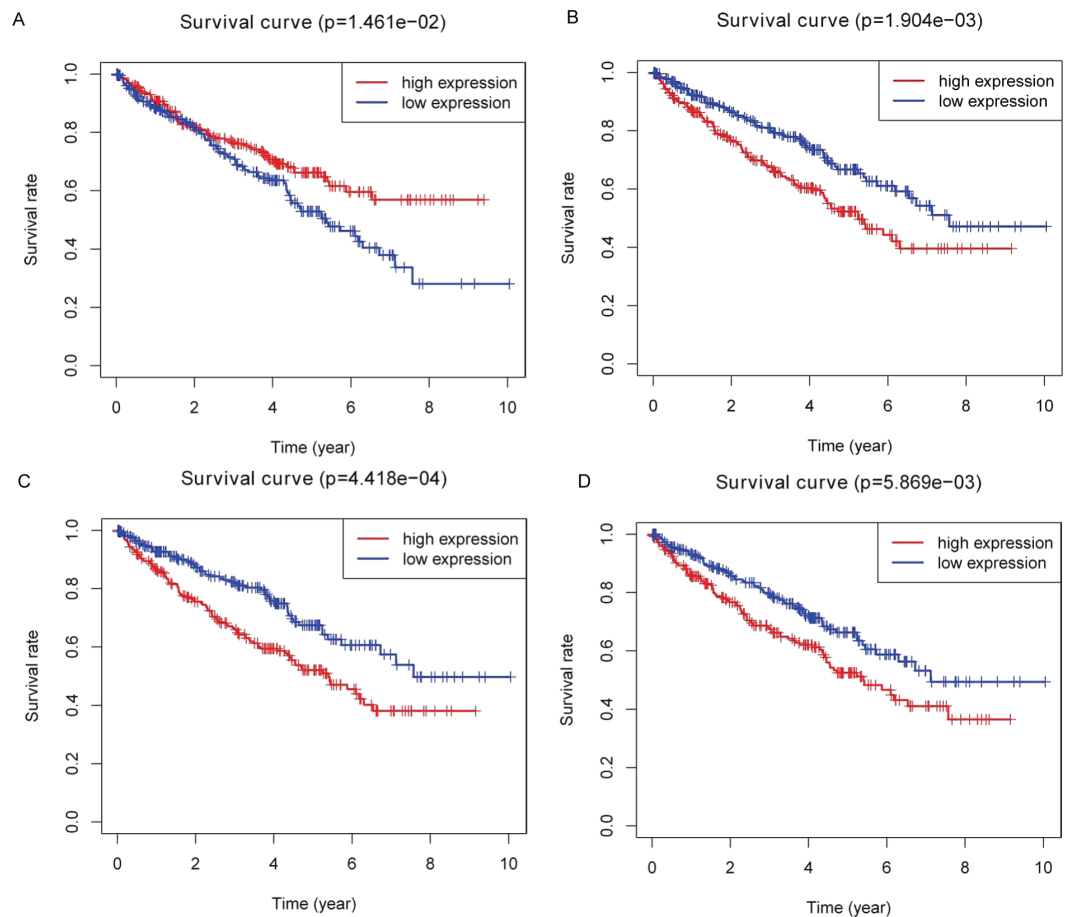 A
Survival curve (p=1.461e−02)
high expression
low expression
Survival rate
0.0
0.2
0.4
0.6
0.8
1.0
0 2 4 6 8 10
Time (year)
B
Survival curve (p=1.904e−03)
high expression
low expression
Survival rate
0.0
0.2
0.4
0.6
0.8
1.0
0 2 4 6 8 10
Time (year)
C
Survival curve (p=4.418e−04)
high expression
low expression
Survival rate
0.0
0.2
0.4
0.6
0.8
1.0
0 2 4 6 8 10
Time (year)
D
Survival curve (p=5.869e−03)
high expression
low expression
Survival rate
0.0
0.2
0.4
0.6
0.8
1.0
0 2 4 6 8 10
Time (year)